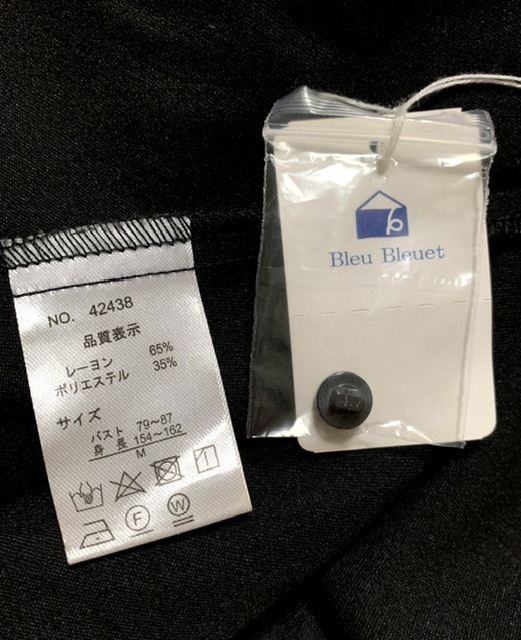 NO. 42438
品質表示
レーヨン 65%
ポリエステル 35%
サイズ
バスト 79~87
身長 154~162
M
F
W
b
Bleu Bleuet